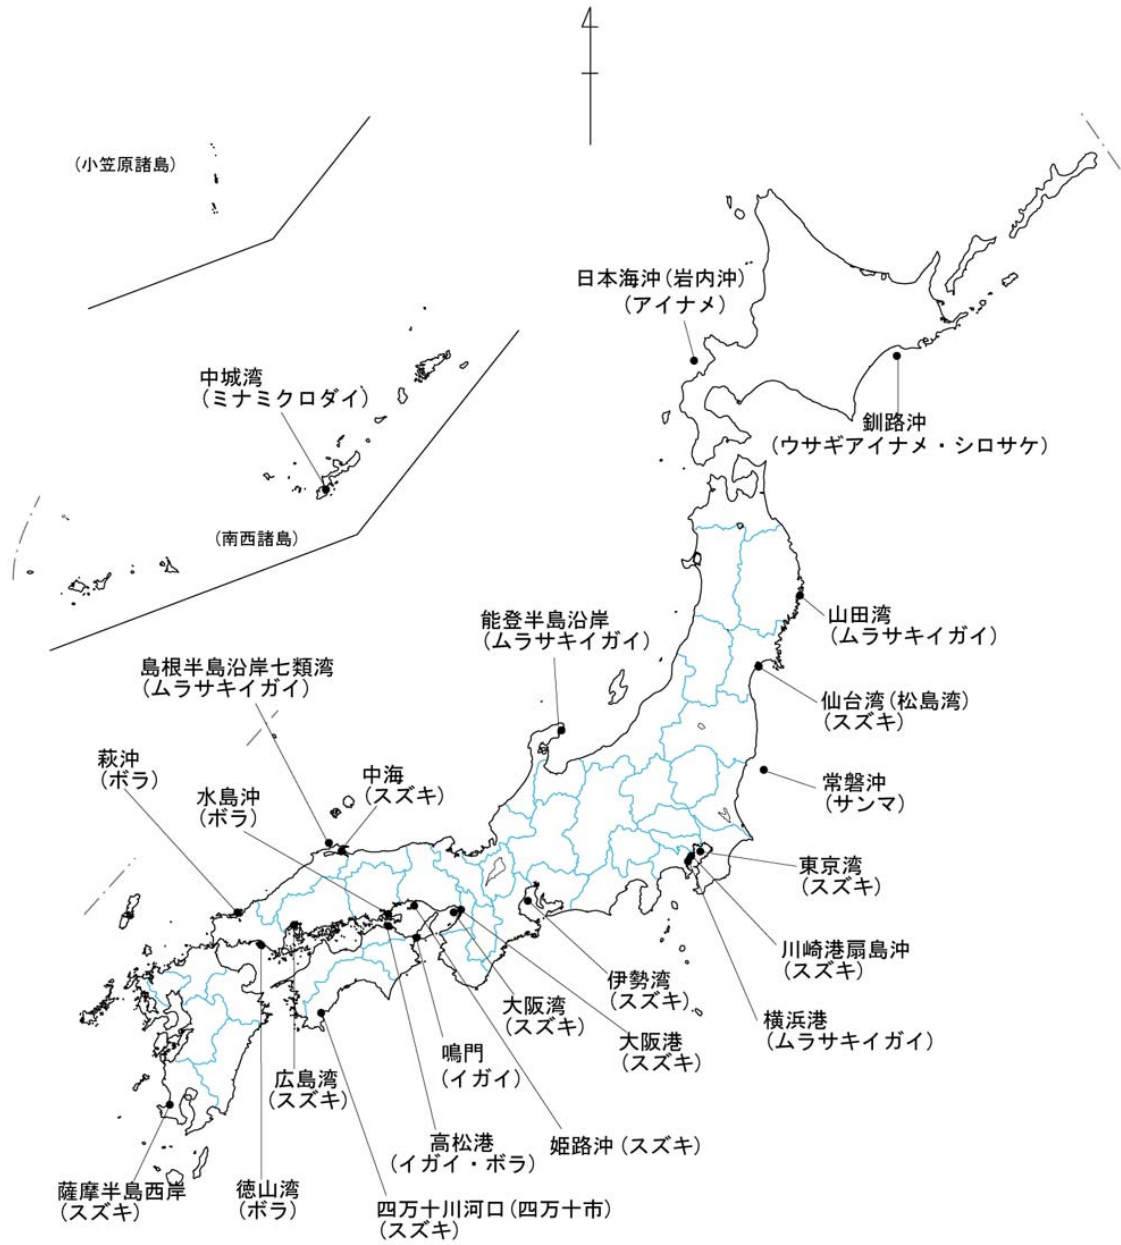 (小笠原諸島)
日本海沖(岩内沖)
(アイナメ)
中城湾
(ミナミクロダイ)
釧路沖
(ウサギアイナメ・シロサケ)
(南西諸島)
能登半島沿岸
(ムラサキイガイ)
山田湾
(ムラサキイガイ)
島根半島沿岸七類湾
(ムラサキイガイ)
仙台湾(松島湾)
(スズキ)
萩沖
(ボラ)
水島沖
(ボラ)
中海
(スズキ)
常磐沖
(サンマ)
東京湾
(スズキ)
川崎港扇島沖
(スズキ)
伊勢湾
(スズキ)
大阪湾
(スズキ)
横浜港
(ムラサキイガイ)
大阪港
(スズキ)
鳴門
(イガイ)
広島湾
(スズキ)
高松港
(イガイ・ボラ)
姫路沖(スズキ)
薩摩半島西岸
(スズキ)
徳山湾
(ボラ)
四万十川河口(四万十市)
(スズキ)